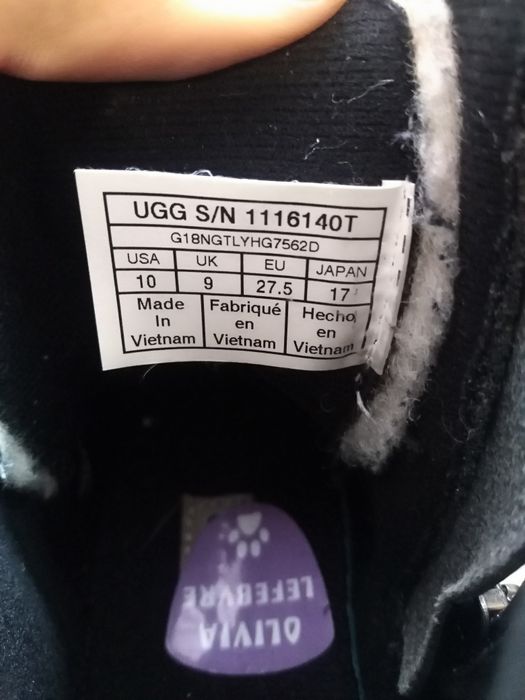 UGG S/N 1116140T
G18NGTLYHG7562D
USA UK EU JAPAN
10 9 27.5 17
Made Fabriqué Hecho
In en en
Vietnam Vietnam Vietnam
OLIVIA
LEFEBVRE